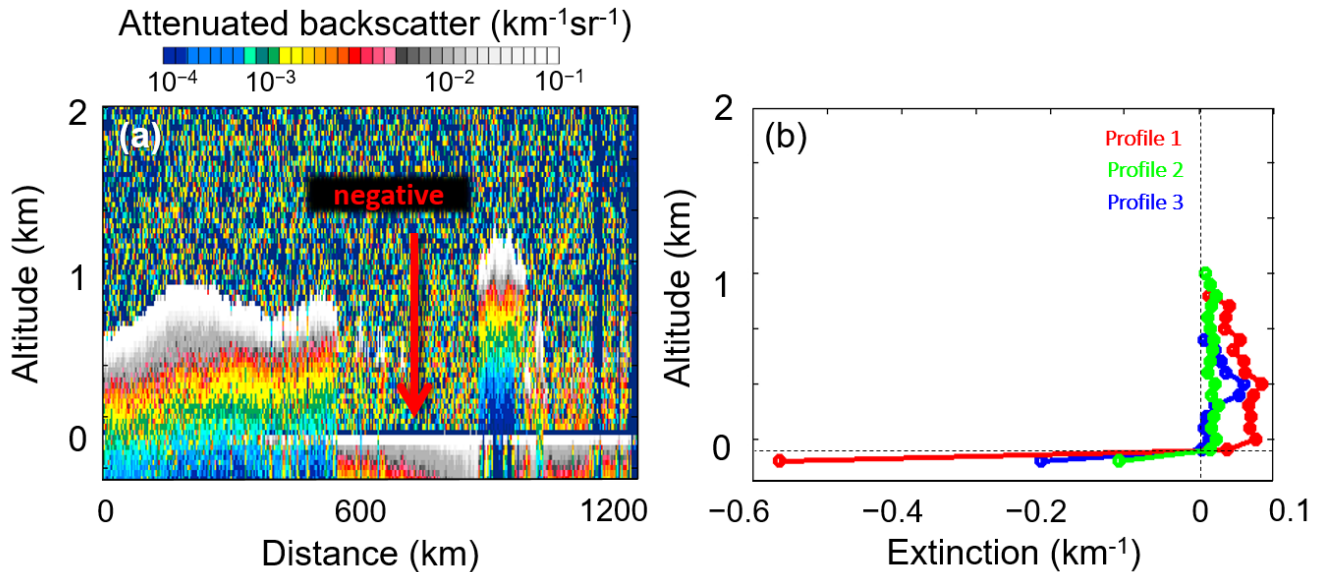 Attenuated backscatter (km⁻¹sr⁻¹)
10⁻⁴ 10⁻³ 10⁻² 10⁻¹
(a)
negative
2
1
0
Altitude (km)
0 600 1200
Distance (km)
(b)
Profile 1
Profile 2
Profile 3
2
1
0
Altitude (km)
−0.6 −0.4 −0.2 0 0.1
Extinction (km⁻¹)